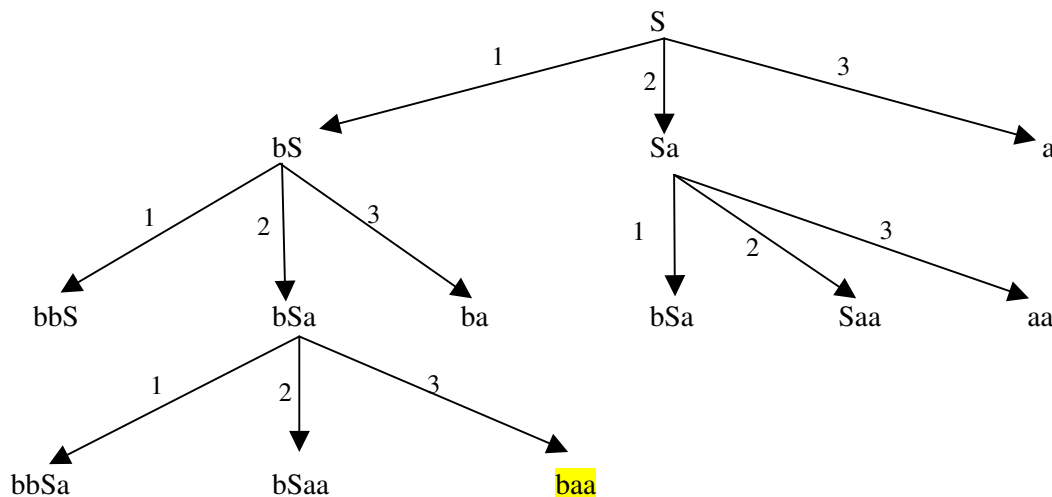 S
1 2 3
bS Sa a
1 2 3 1 2 3
bbS bSa ba bSa Saa aa
1 2 3
bbSa bSaa baa